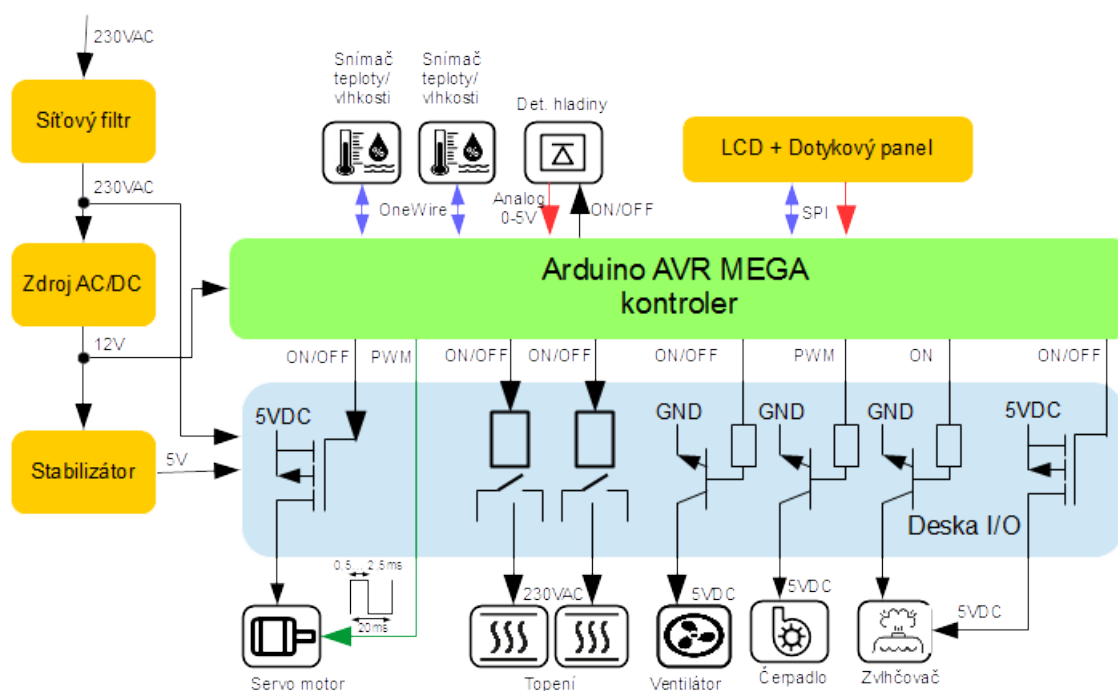 230VAC
Síťový filtr
230VAC
Zdroj AC/DC
12V
Stabilizátor
5V
Snímač
teploty/
vlhkosti
Snímač
teploty/
vlhkosti
Det. hladiny
%
%
OneWire
Analog
0-5V
ON/OFF
LCD + Dotykový panel
SPI
Arduino AVR MEGA
kontroler
ON/OFF
PWM
ON/OFF
ON/OFF
ON/OFF
PWM
ON
ON/OFF
5VDC
GND
GND
GND
5VDC
Deska I/O
0.5... 2.5ms
20ms
230VAC
5VDC
5VDC
5VDC
Servo motor
Topení
Ventilátor
Čerpadlo
Zvlhčovač